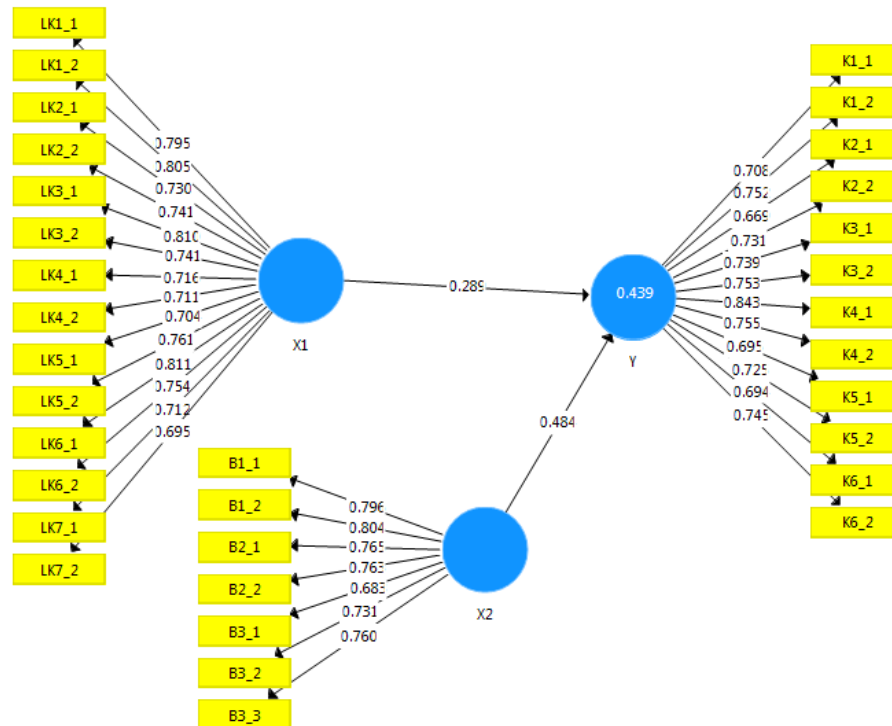 LK1_1
LK1_2
LK2_1
LK2_2
LK3_1
LK3_2
LK4_1
LK4_2
LK5_1
LK5_2
LK6_1
LK6_2
LK7_1
LK7_2
0.795
0.805
0.730
0.741
0.810
0.741
0.716
0.711
0.704
0.761
0.811
0.754
0.712
0.695
X1
0.289
B1_1
B1_2
B2_1
B2_2
B3_1
B3_2
B3_3
0.796
0.804
0.765
0.763
0.683
0.731
0.760
X2
0.484
0.439
Y
0.708
0.752
0.669
0.731
0.739
0.753
0.843
0.755
0.695
0.725
0.694
0.745
K1_1
K1_2
K2_1
K2_2
K3_1
K3_2
K4_1
K4_2
K5_1
K5_2
K6_1
K6_2